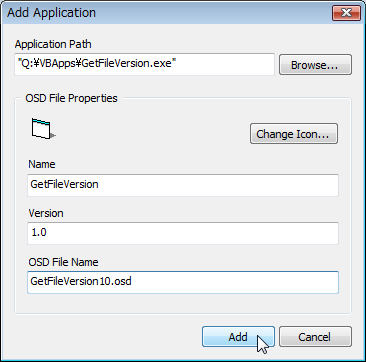 Add Application
Application Path
"Q:¥VBApps¥GetFileVersion.exe"
Browse...
OSD File Properties
Change Icon...
Name
GetFileVersion
Version
1.0
OSD File Name
GetFileVersion10.osd
Add
Cancel